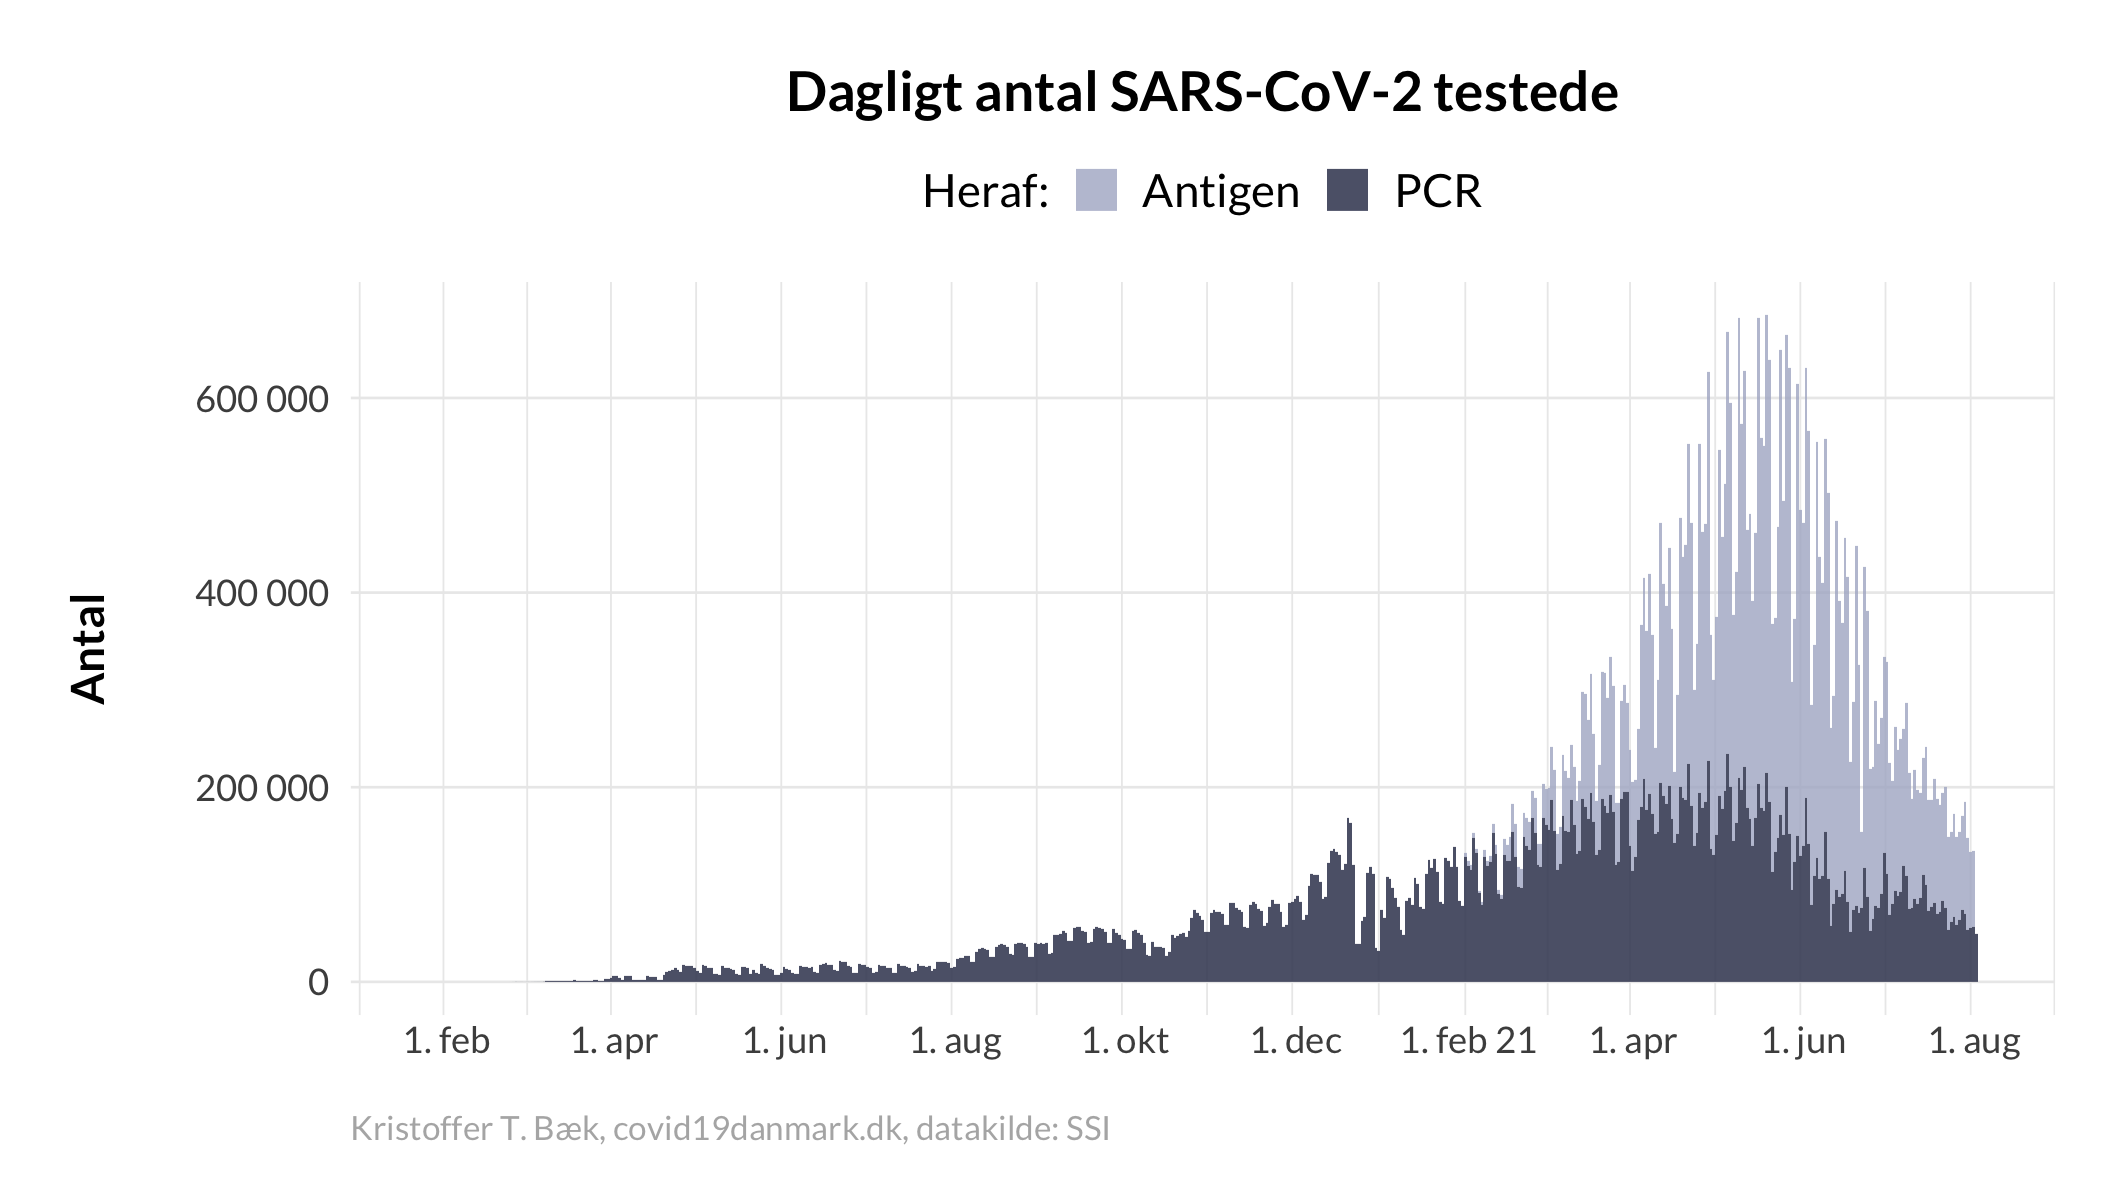 Dagligt antal SARS-CoV-2 testede
Heraf: Antigen PCR
Antal
600 000
400 000
200 000
0
1. feb 1. apr 1. jun 1. aug 1. okt 1. dec 1. feb 21 1. apr 1. jun 1. aug
Kristoffer T. Bæk, covid19danmark.dk, datakilde: SSI